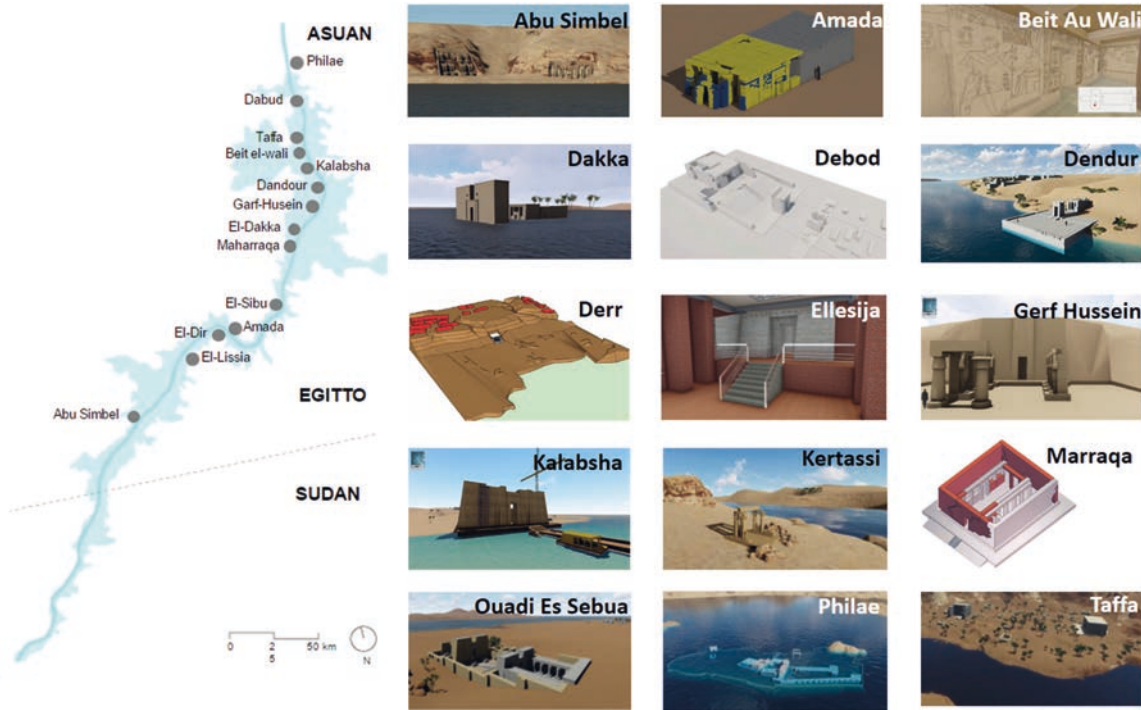 ASUAN
Philae
Dabud
Taffa
Beit el-wali
Kalabsha
Dandour
Garf-Husein
El-Dakka
Maharraqa
El-Sibu
Amada
El-Dir
El-Lissia
EGITTO
Abu Simbel
SUDAN
0 2 50 km
5
N
Abu Simbel
Amada
Beit Au Wali
Dakka
Debod
Dendur
Derr
Ellesija
Gerf Hussein
Kalabsha
Kertassi
Marraqa
Ouadi Es Sebua
Philae
Taffa